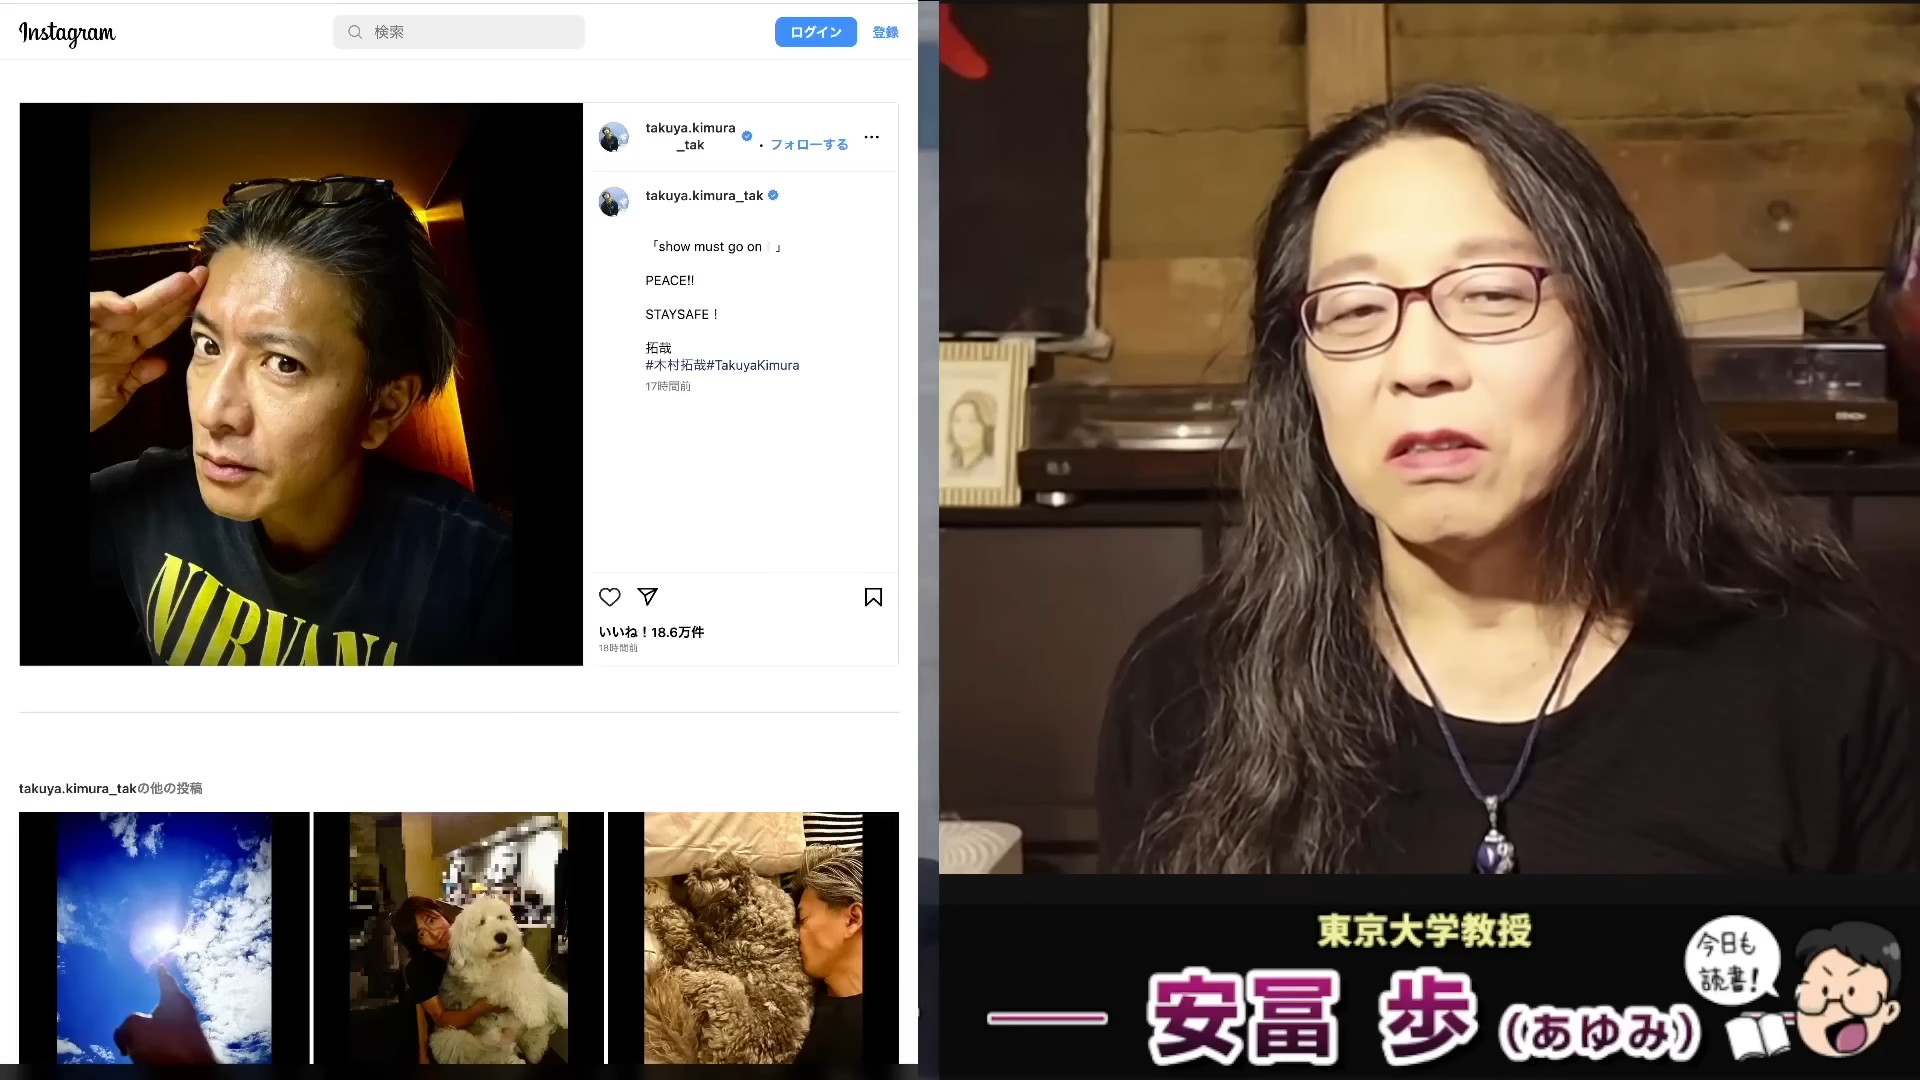 Instagram
検索
ログイン
登録
takuya.kimura
_tak
• フォローする
takuya.kimura_tak
「show must go on❕」
PEACE!!
STAYSAFE！
拓哉
#木村拓哉#TakuyaKimura
17時間前
いいね！18.6万件
18時間前
takuya.kimura_takの他の投稿
NIRVANA
DENON
東京大学教授
安冨 歩（あゆみ）
今日も
読書！